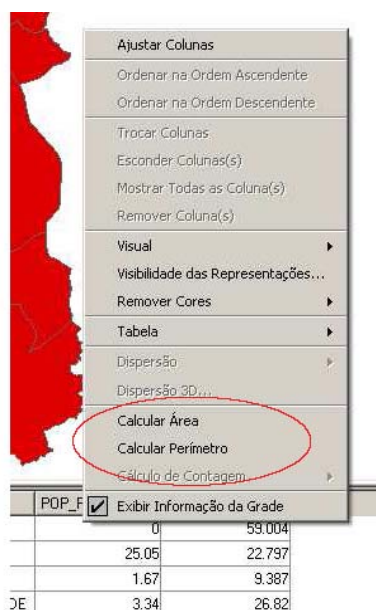 Ajustar Colunas
Ordenar na Ordem Ascendente
Ordenar na Ordem Descendente
Trocar Colunas
Esconder Colunas(s)
Mostrar Todas as Coluna(s)
Remover Coluna(s)
Visual
Visibilidade das Representações...
Remover Cores
Tabela
Dispersão
Dispersão 3D...
Calcular Área
Calcular Perímetro
Cálculo de Contagem
POP_
Exibir Informação da Grade
0 59.004
25.05 22.797
1.67 9.387
DE 3.34 26.82